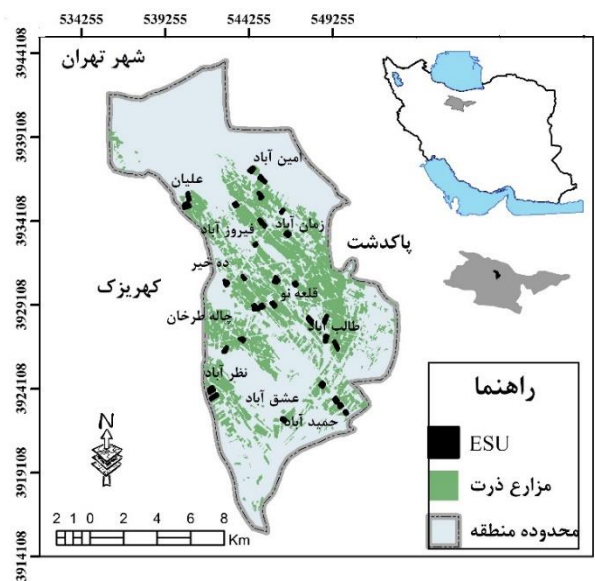 534255 539255 544255 549255
3944108
3939108
3934108
3929108
3924108
3919108
3914108
شهر تهران
امین آباد
علیان
زمان آباد
فیروز آباد
پاکدشت
ده خیر
قلعه نو
کهریزک
چاله طرخان
طالب آباد
نظر آباد
عشق آباد
حمید آباد
N
2 1 0 2 4 6 8
Km
راهنما
ESU
مزارع ذرت
محدوده منطقه